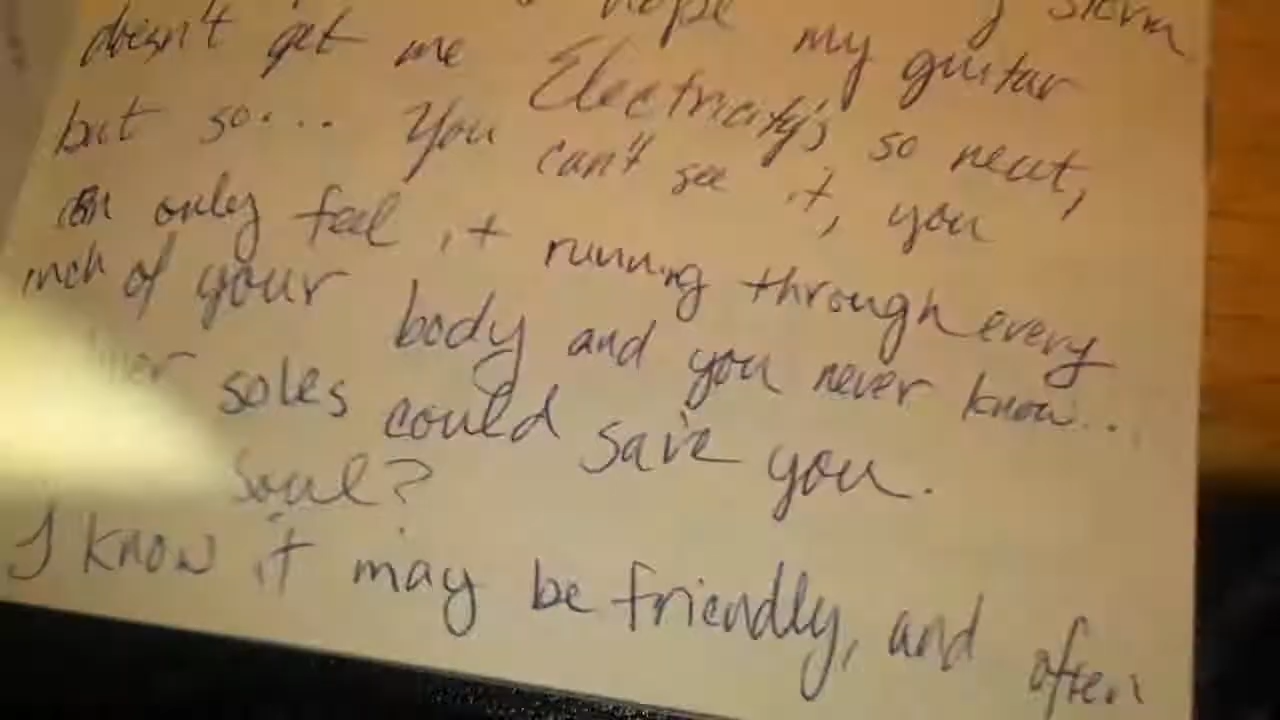 hope
doesn't get me my guitar
but so... Electricity's so neat,
You can't see it, you
can only feel it running through every
inch of your body and you never know...
soles could save you.
Soul?
I know it may be friendly, and often